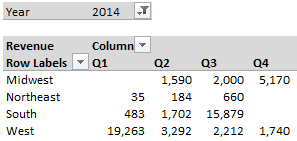 Year 2014
Revenue Column
Row Labels Q1 Q2 Q3 Q4
Midwest 1,590 2,000 5,170
Northeast 35 184 660
South 483 1,702 15,879
West 19,263 3,292 2,212 1,740